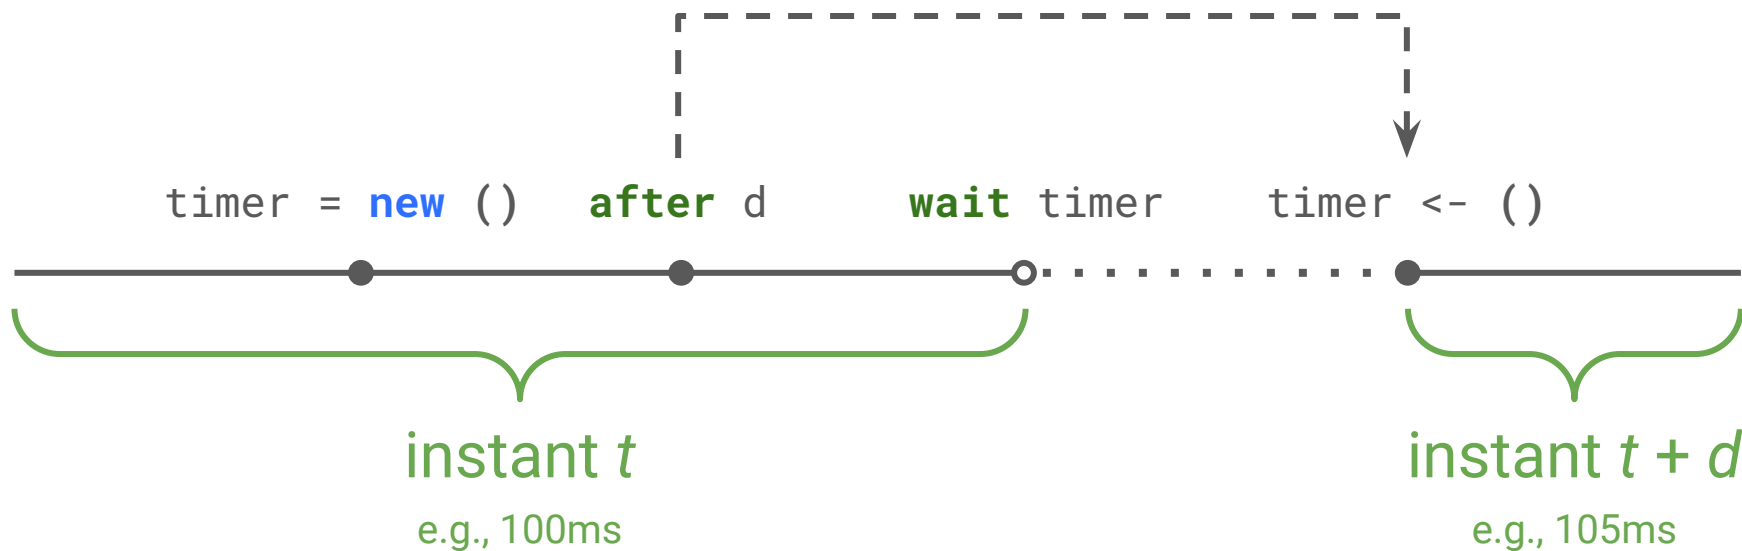 timer = new () after d wait timer timer <- ()
instant t instant t + d
e.g., 100ms e.g., 105ms